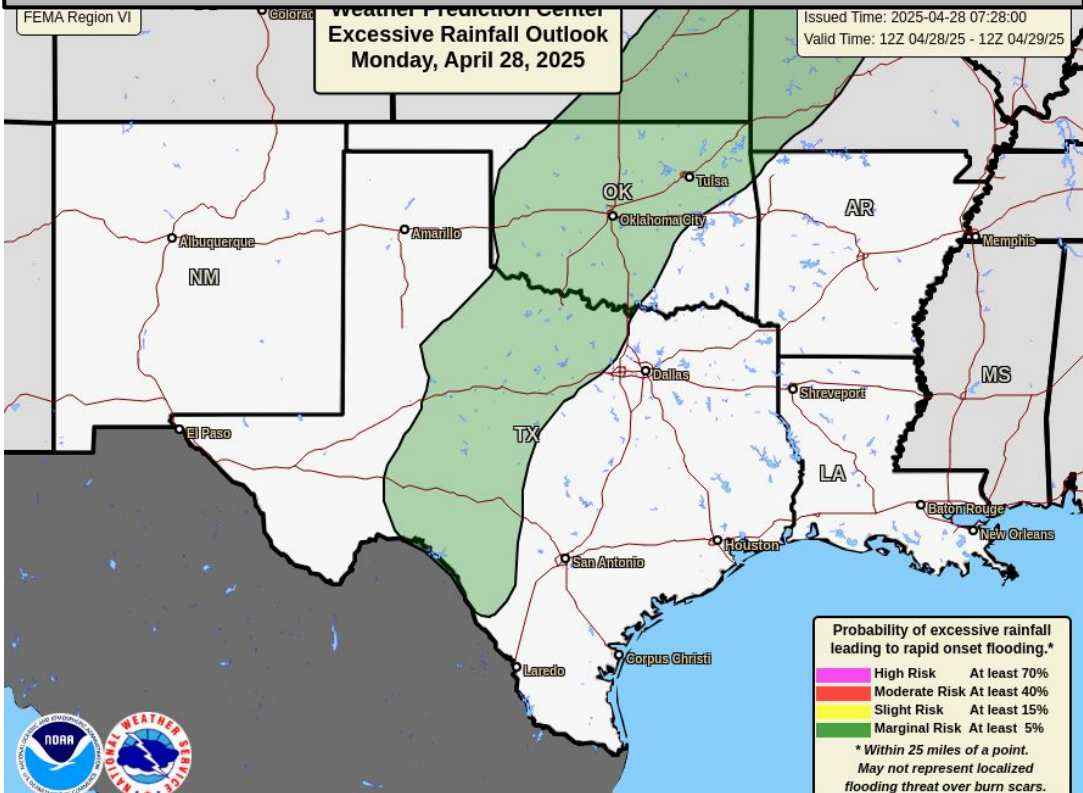 FEMA Region VI
Colorad
Weather Prediction Center
Excessive Rainfall Outlook
Monday, April 28, 2025
Issued Time: 2025-04-28 07:28:00
Valid Time: 12Z 04/28/25 - 12Z 04/29/25
Tulsa
OK
Oklahoma City
AR
Albuquerque
Amarillo
Memphis
NM
Dallas
MS
Shreveport
El Paso
TX
LA
Baton Rouge
New Orleans
Houston
San Antonio
Corpus Christi
Laredo
Probability of excessive rainfall
leading to rapid onset flooding.*
High Risk At least 70%
Moderate Risk At least 40%
Slight Risk At least 15%
Marginal Risk At least 5%
* Within 25 miles of a point.
May not represent localized
flooding threat over burn scars.
NOAA
NATIONAL WEATHER SERVICE